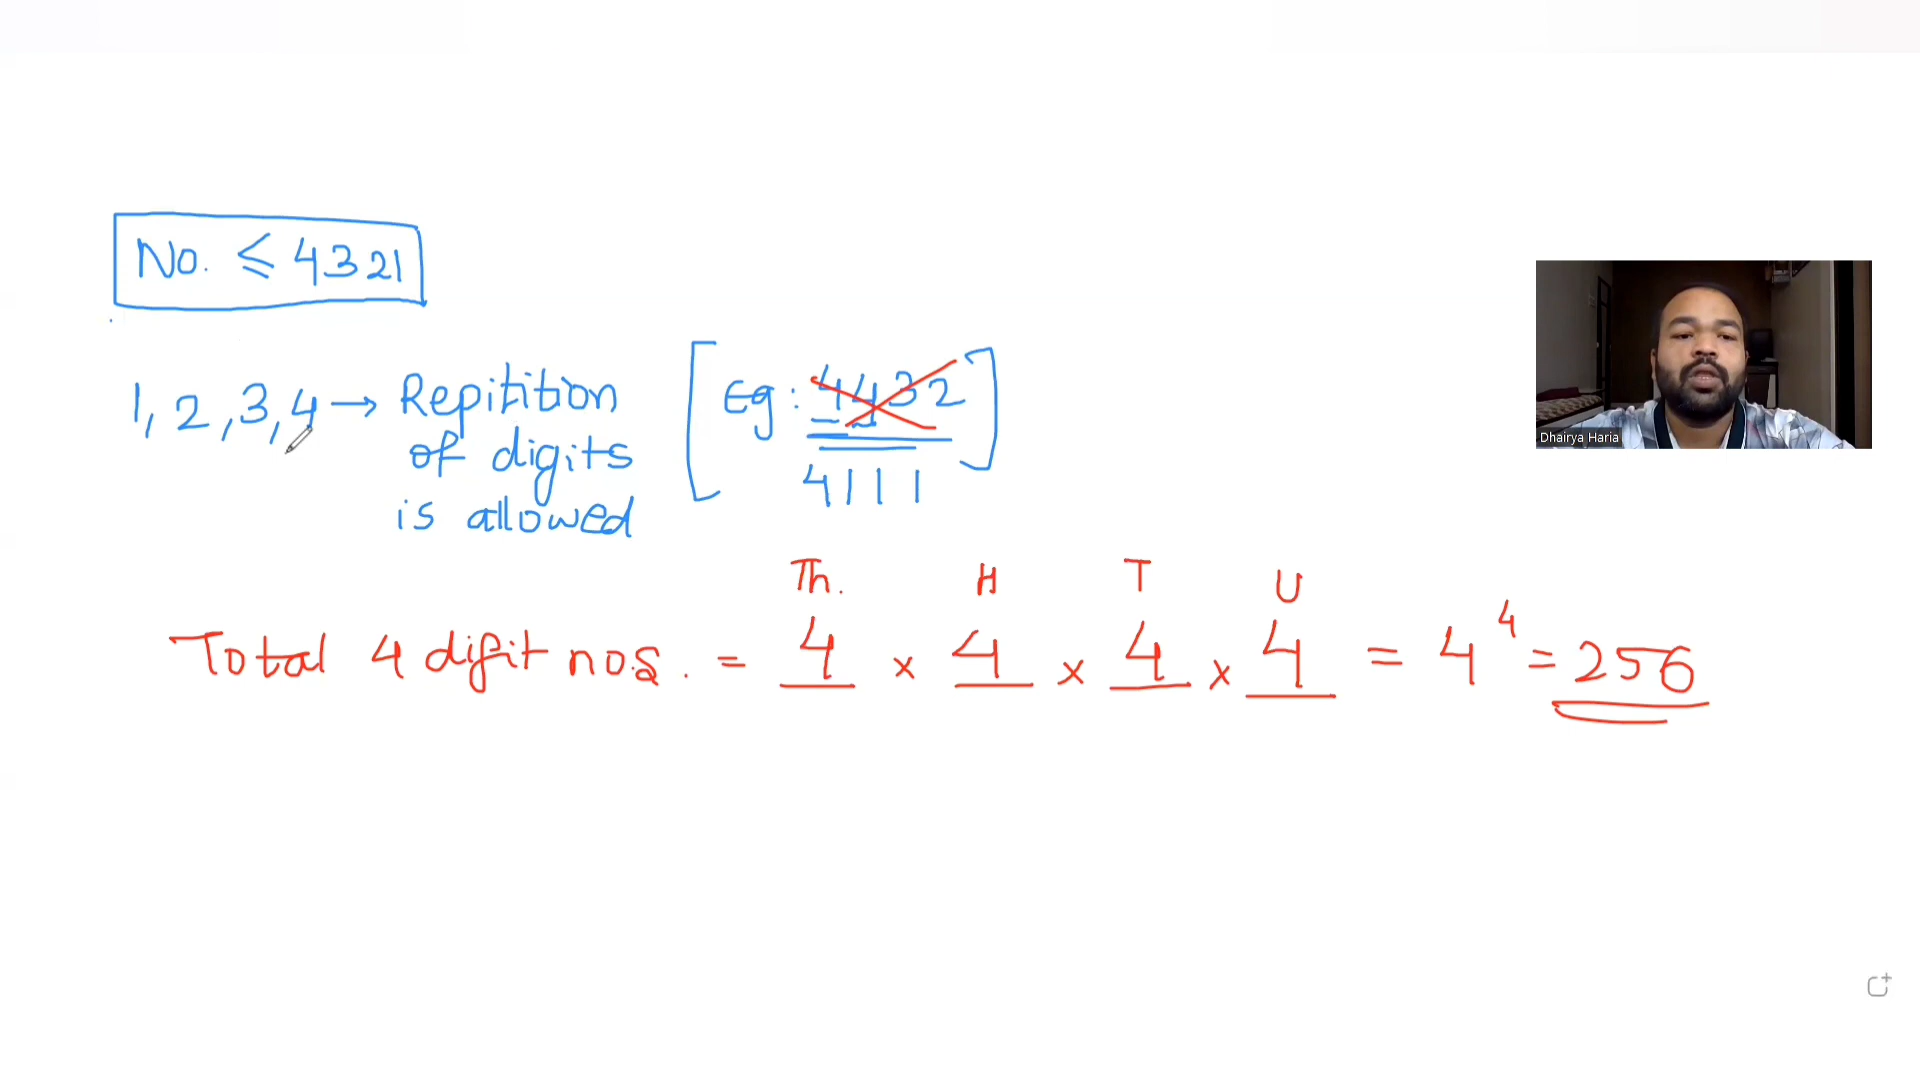 No. ≤ 4321
1, 2, 3, 4 → Repitition
of digits
is allowed
[Eg: 4432]
4111
Th. H T U
Total 4 digit nos. = 4 × 4 × 4 × 4 = 4⁴ = 256
Dhairya Haria